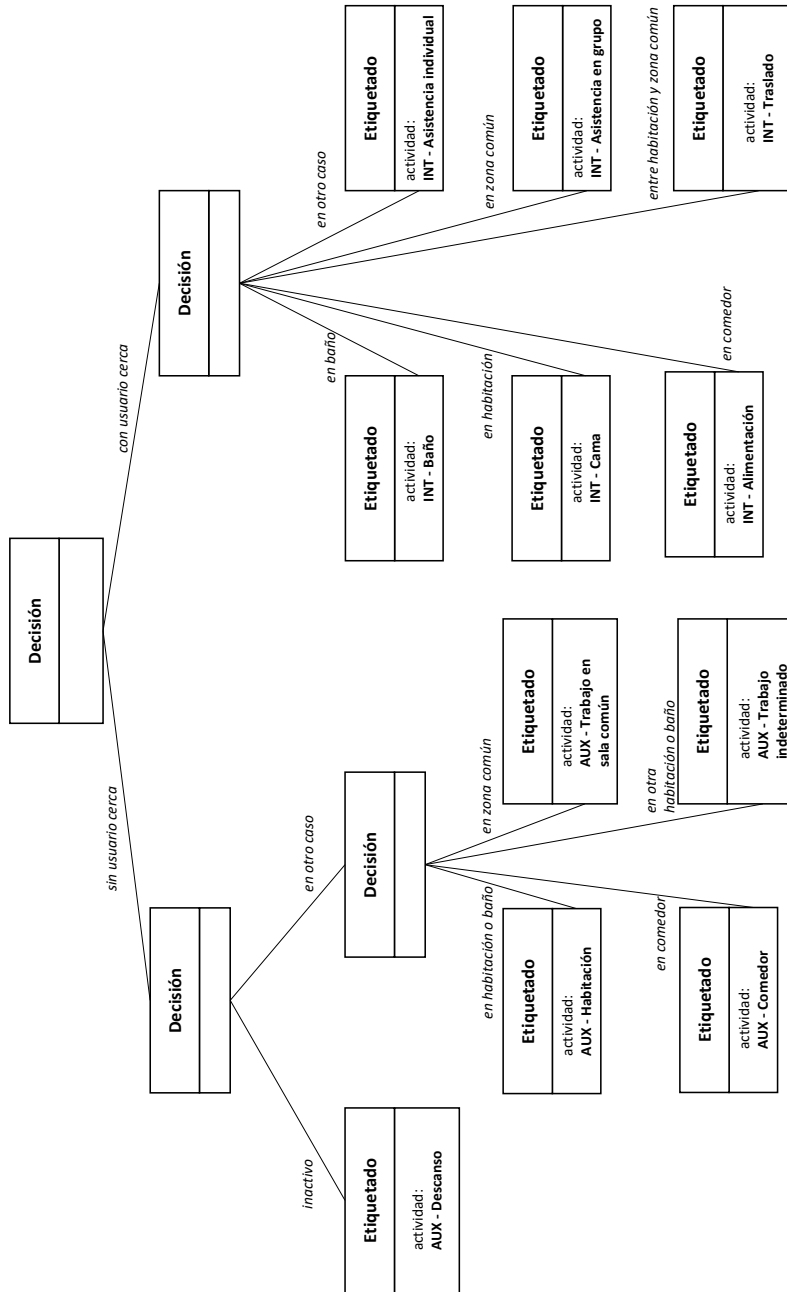 Decisión
sin usuario cerca
con usuario cerca
Decisión
Decisión
inactivo
en otro caso
Etiquetado
actividad:
AUX - Descanso
Decisión
en habitación o baño
en zona común
Etiquetado
actividad:
AUX - Habitación
Etiquetado
actividad:
AUX - Trabajo en
sala común
en comedor
en otra
habitación o baño
Etiquetado
actividad:
AUX - Comedor
Etiquetado
actividad:
AUX - Trabajo
indeterminado
en baño
en otro caso
Etiquetado
actividad:
INT - Baño
Etiquetado
actividad:
INT - Asistencia individual
en habitación
en zona común
Etiquetado
actividad:
INT - Cama
Etiquetado
actividad:
INT - Asistencia en grupo
en comedor
entre habitación y zona común
Etiquetado
actividad:
INT - Alimentación
Etiquetado
actividad:
INT - Traslado